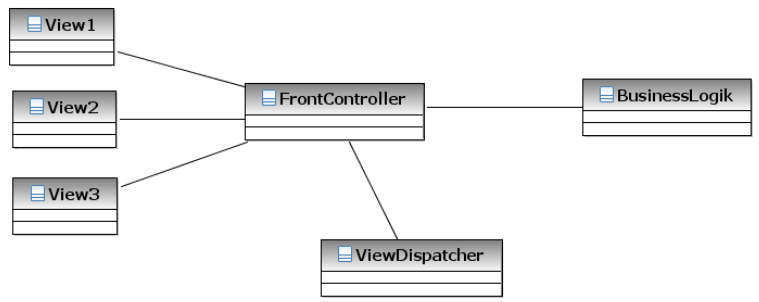 View1
View2
View3
FrontController
BusinessLogik
ViewDispatcher